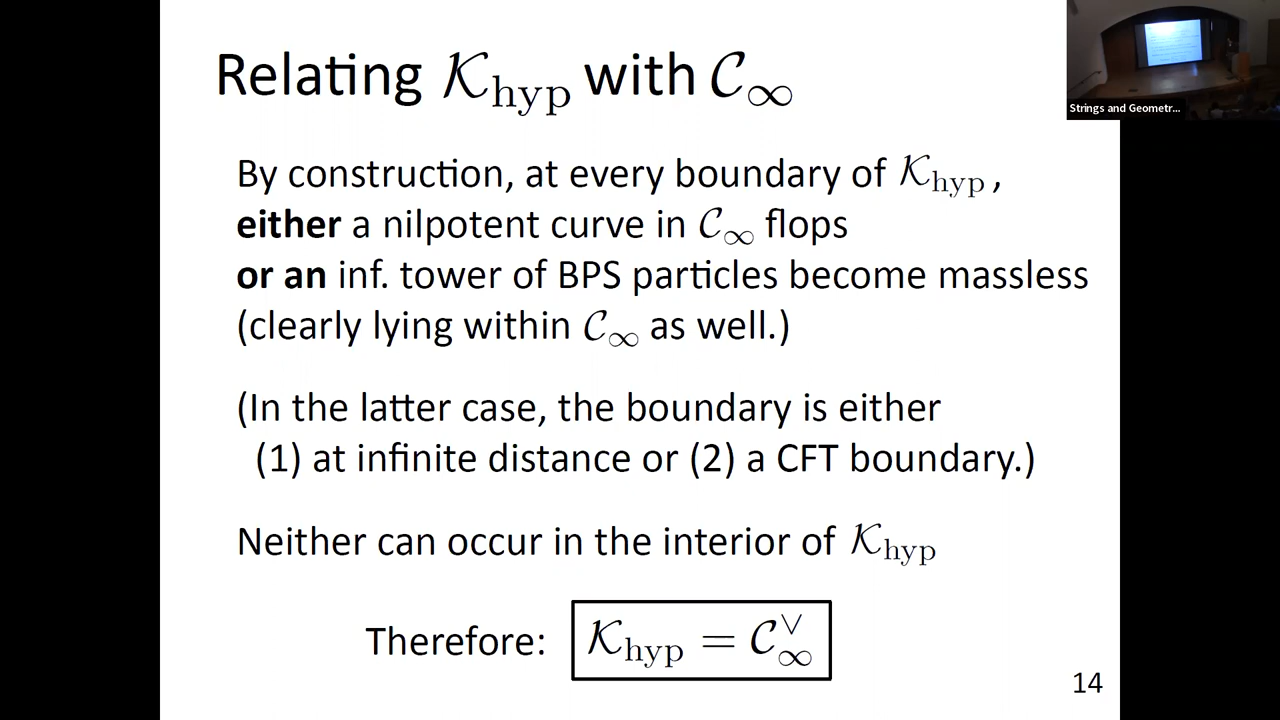 Relating 𝒦_hyp with 𝒞_∞
Strings and Geometr...
By construction, at every boundary of 𝒦_hyp,
either a nilpotent curve in 𝒞_∞ flops
or an inf. tower of BPS particles become massless
(clearly lying within 𝒞_∞ as well.)
(In the latter case, the boundary is either
(1) at infinite distance or (2) a CFT boundary.)
Neither can occur in the interior of 𝒦_hyp
Therefore: 𝒦_hyp = 𝒞_∞^∨
14